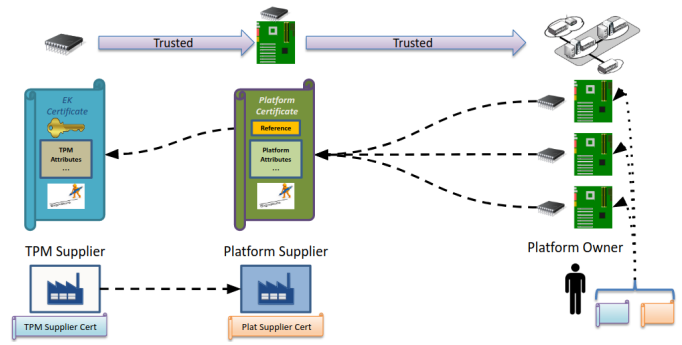 Trusted
Trusted
EK
Certificate
TPM
Attributes
...
Platform
Certificate
Reference
Platform
Attributes
...
TPM Supplier
Platform Supplier
Platform Owner
TPM Supplier Cert
Plat Supplier Cert